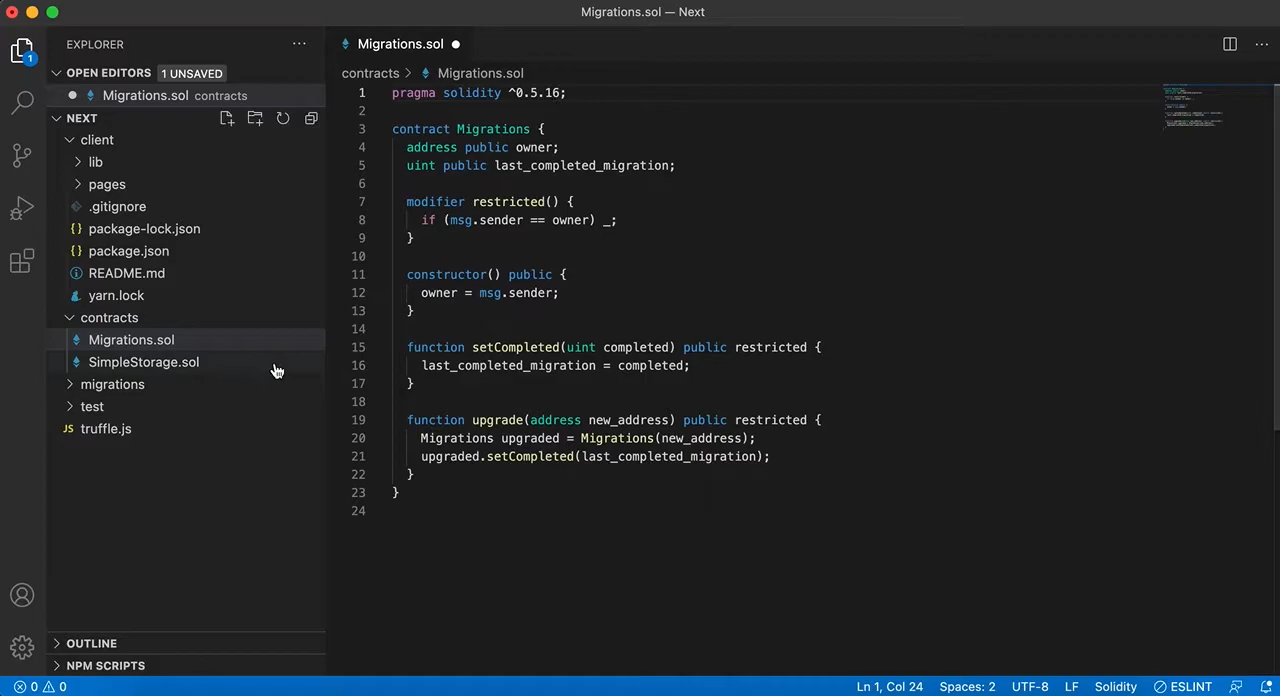 Migrations.sol — Next
EXPLORER
OPEN EDITORS 1 UNSAVED
Migrations.sol contracts
NEXT
client
lib
pages
.gitignore
package-lock.json
package.json
README.md
yarn.lock
contracts
Migrations.sol
SimpleStorage.sol
migrations
test
JS truffle.js
OUTLINE
NPM SCRIPTS
1
Migrations.sol
contracts > Migrations.sol
1 pragma solidity ^0.5.16;
2
3 contract Migrations {
4 address public owner;
5 uint public last_completed_migration;
6
7 modifier restricted() {
8 if (msg.sender == owner) _;
9 }
10
11 constructor() public {
12 owner = msg.sender;
13 }
14
15 function setCompleted(uint completed) public restricted {
16 last_completed_migration = completed;
17 }
18
19 function upgrade(address new_address) public restricted {
20 Migrations upgraded = Migrations(new_address);
21 upgraded.setCompleted(last_completed_migration);
22 }
23 }
24
0 0 Ln 1, Col 24 Spaces: 2 UTF-8 LF Solidity ESLINT